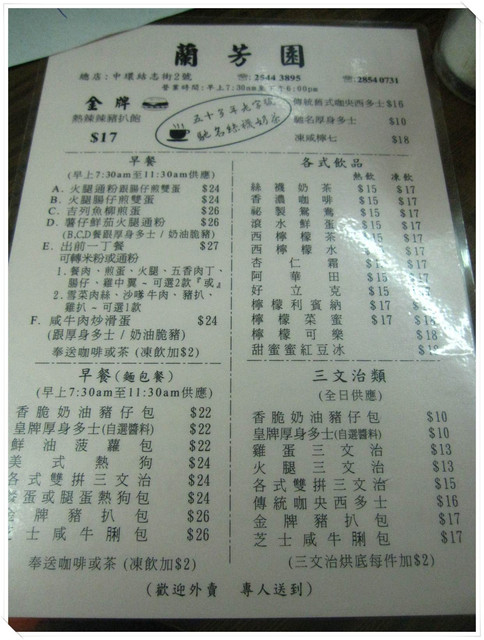 蘭芳園
總店：中環結志街2號 ☎: 2544 3895 ☎: 2854 0731
營業時間：早上7:30am至下午6:00pm
金牌
熱辣辣豬扒飽
$17
五十多年老字號
馳名絲襪奶茶
傳統舊式咖央西多士 $16
馳名厚身多士 $10
凍咸檸七 $18
早餐
(早上7:30am至11:30am供應)
A. 火腿通粉跟腸仔煎雙蛋 $24
B. 火腿腸仔煎雙蛋 $24
C. 吉列魚柳煎蛋 $26
D. 薯仔鮮茄火腿通粉 $26
(B.C.D餐跟厚身多士/奶油脆豬)
E. 出前一丁餐 $27
可轉米粉或通粉
1. 餐肉、煎蛋、火腿、五香肉丁、
腸仔、雞中翼－可選2款『或』
2. 雪菜肉絲、沙嗲牛肉、豬扒、
雞扒－可選1款
F. 咸牛肉炒滑蛋 $24
(跟厚身多士/奶油脆豬)
奉送咖啡或茶 (凍飲加$2)
各式飲品
熱飲 凍飲
絲襪奶茶 $15 $17
香濃咖啡 $15 $17
秘製鴛鴦 $15 $17
滾水鮮蛋 $15 $17
西檸檬茶 $15 $17
西檸檬水 $15 $17
杏仁霜 $15 $17
阿華田 $15 $17
好立克 $15 $17
檸檬利賓納 $17
檸檬菜蜜 $17
檸檬可樂
甜蜜蜜紅豆冰
早餐(麵包餐)
(早上7:30am至11:30am供應)
香脆奶油豬仔包 $22
皇牌厚身多士(自選醬料) $22
鮮油菠蘿包 $22
美式熱狗 $24
各式雙拼三文治 $24
蛋或腿蛋熱狗包 $26
金牌豬扒包 $26
芝士咸牛脷包 $26
奉送咖啡或茶 (凍飲加$2)
三文治類
(全日供應)
香脆奶油豬仔包 $10
皇牌厚身多士(自選醬料) $10
雞蛋三文治 $13
火腿三文治 $13
各式雙拼三文治 $15
傳統咖央西多士 $16
金牌豬扒包 $17
芝士咸牛脷包 $17
(三文治烘底每件加$2)
(歡迎外賣 專人送到)